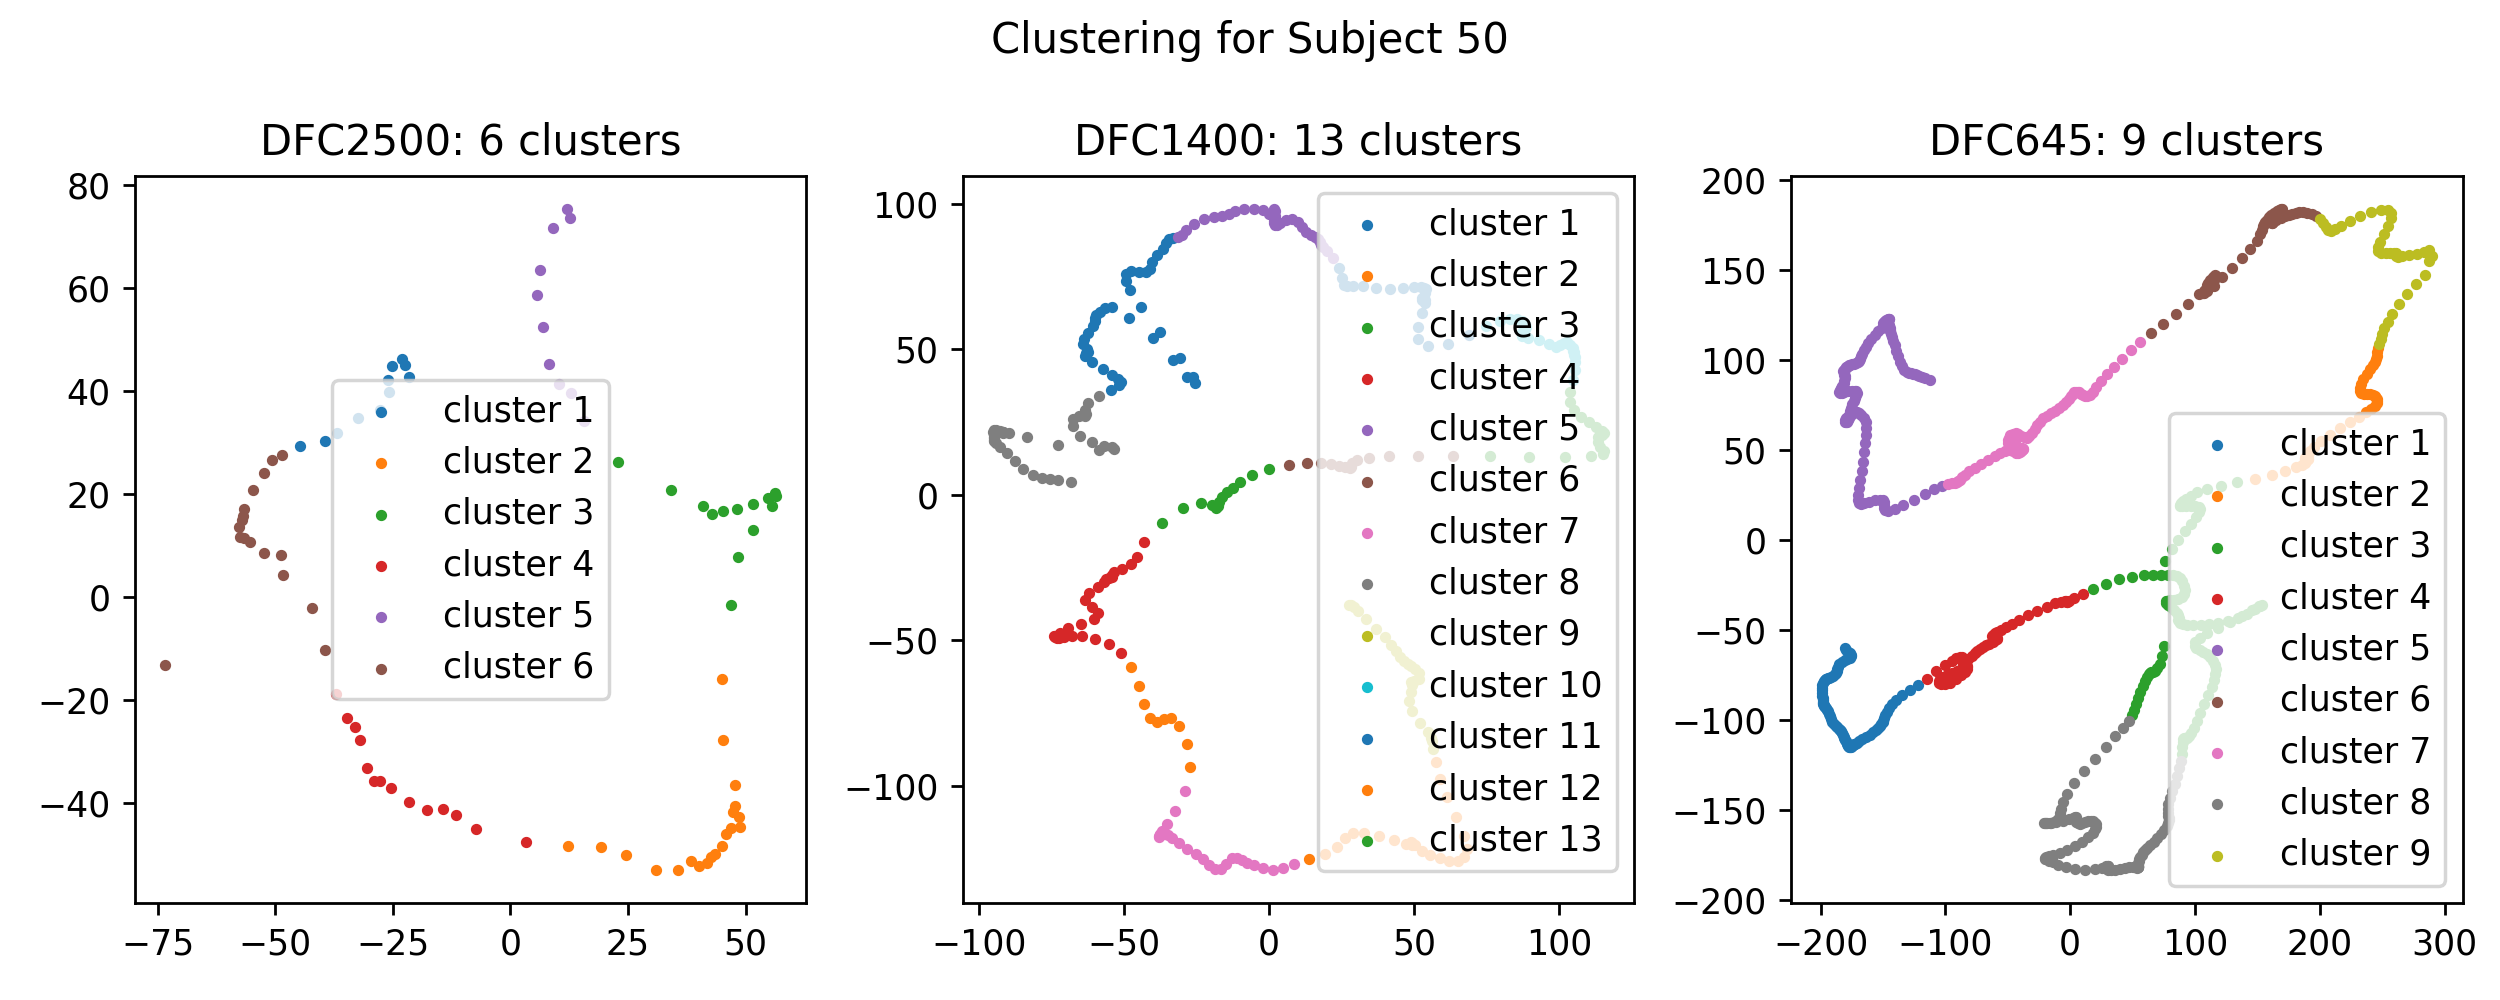 Clustering for Subject 50
DFC2500: 6 clusters
80
60
40
20
0
−20
−40
−75
−50
−25
0
25
50
cluster 1
cluster 2
cluster 3
cluster 4
cluster 5
cluster 6
DFC1400: 13 clusters
100
50
0
−50
−100
−100
−50
0
50
100
cluster 1
cluster 2
cluster 3
cluster 4
cluster 5
cluster 6
cluster 7
cluster 8
cluster 9
cluster 10
cluster 11
cluster 12
cluster 13
DFC645: 9 clusters
200
150
100
50
0
−50
−100
−150
−200
−200
−100
0
100
200
300
cluster 1
cluster 2
cluster 3
cluster 4
cluster 5
cluster 6
cluster 7
cluster 8
cluster 9